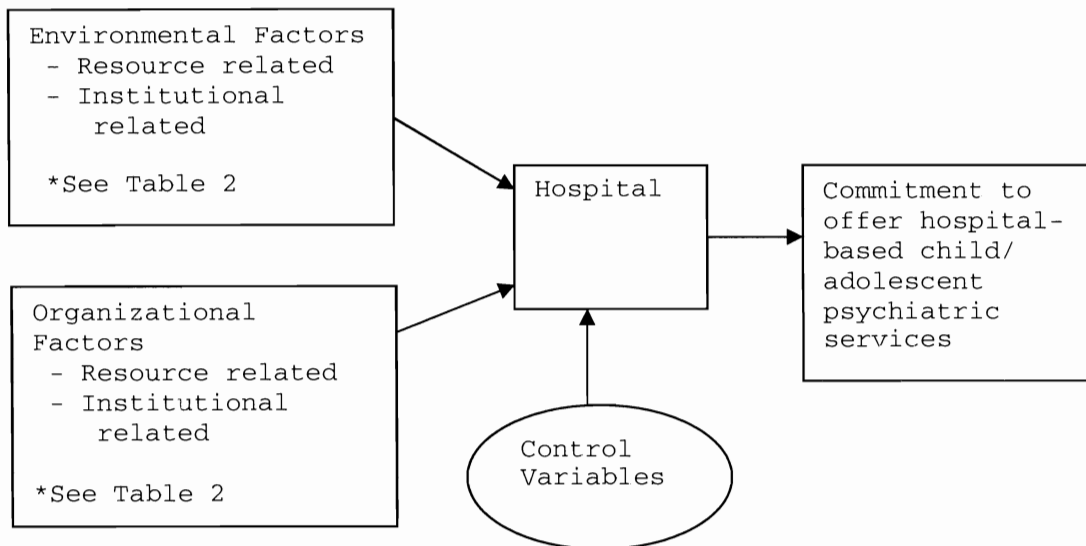 Environmental Factors
- Resource related
- Institutional
related
*See Table 2
Organizational
Factors
- Resource related
- Institutional
related
*See Table 2
Hospital
Control
Variables
Commitment to
offer hospital-
based child/
adolescent
psychiatric
services